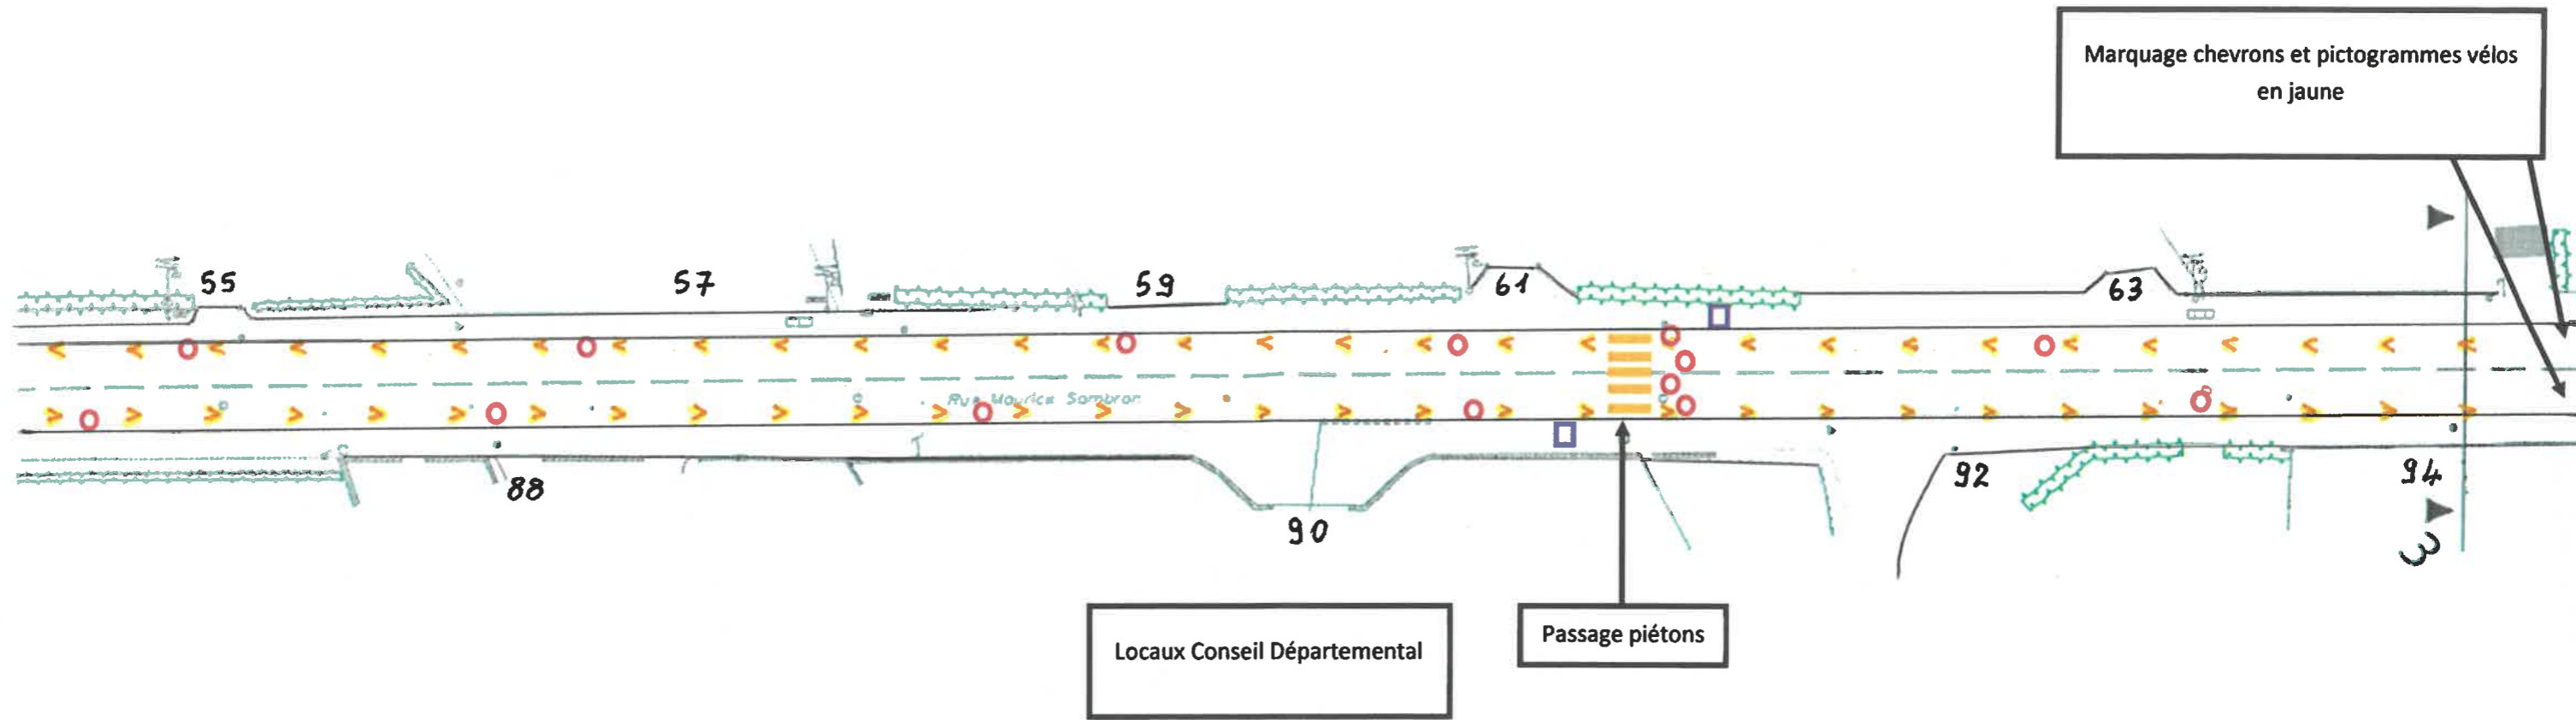 Marquage chevrons et pictogrammes vélos
en jaune
55
57
59
61
63
Rue Maurice Sambron
88
90
92
94
3
Locaux Conseil Départemental
Passage piétons